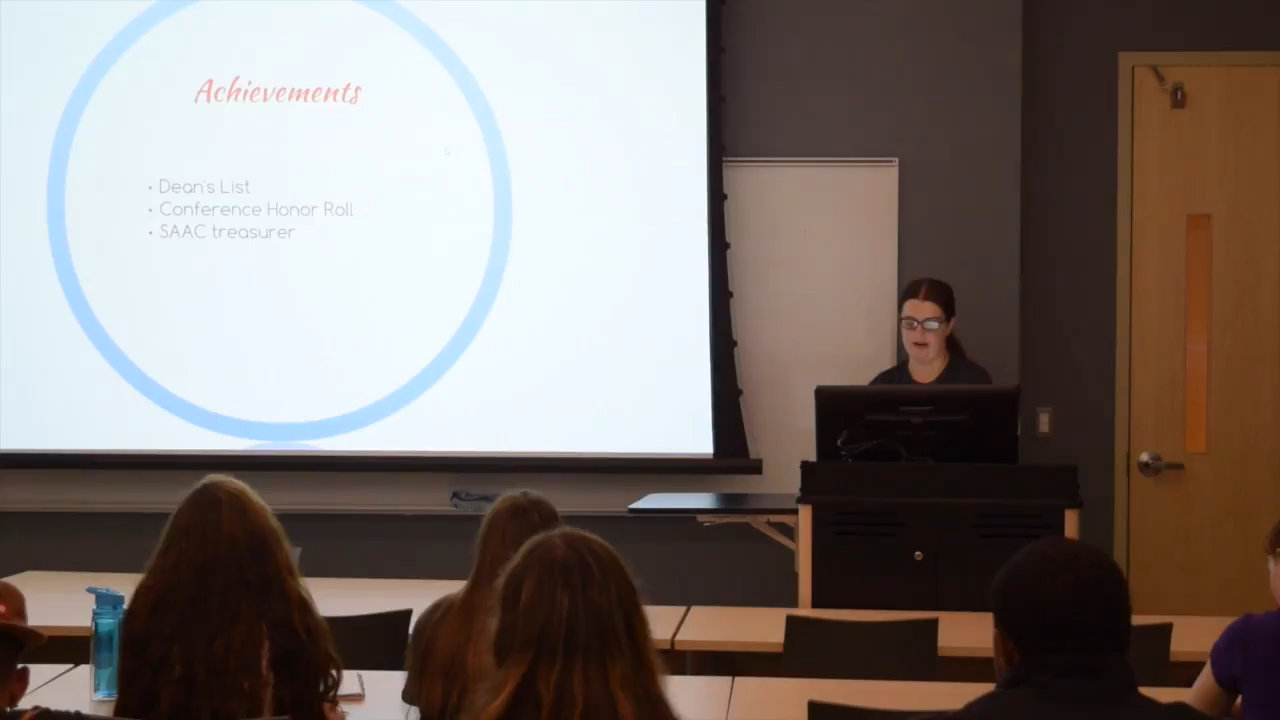 Achievements
• Dean's List
• Conference Honor Roll
• SAAC treasurer